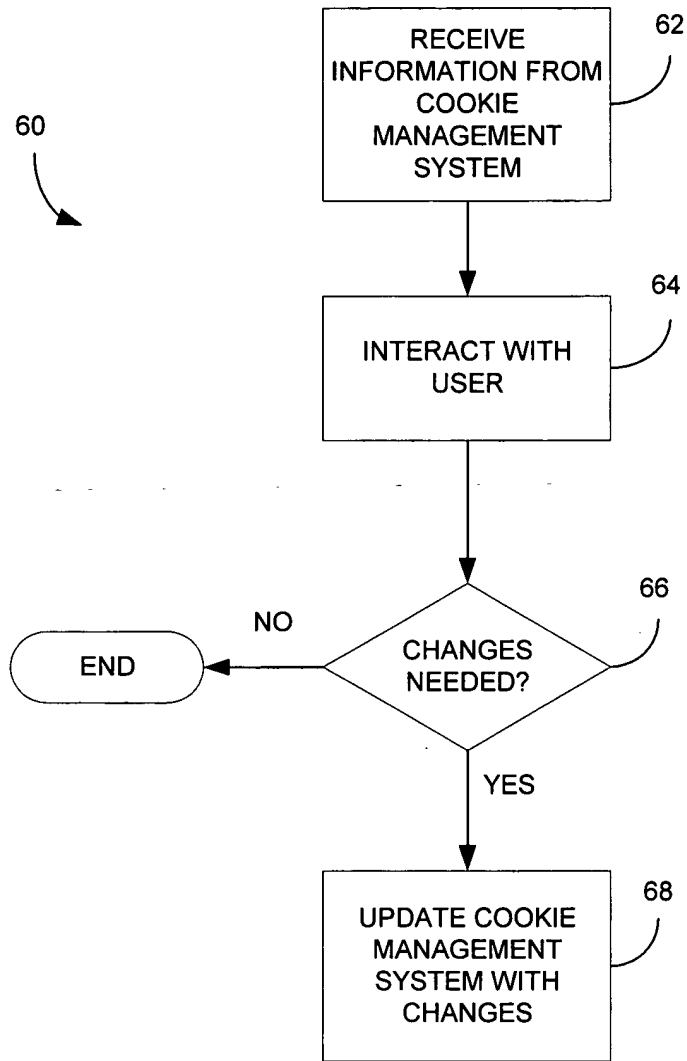 RECEIVE
INFORMATION FROM
COOKIE
MANAGEMENT
SYSTEM
62
60
INTERACT WITH
USER
64
CHANGES
NEEDED?
66
NO
END
YES
UPDATE COOKIE
MANAGEMENT
SYSTEM WITH
CHANGES
68